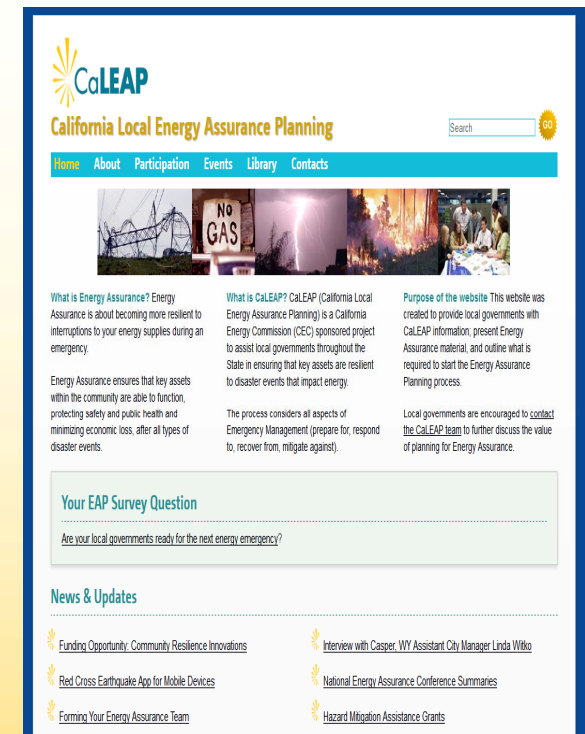 CaLEAP
California Local Energy Assurance Planning
Search
GO
Home About Participation Events Library Contacts
NO
GAS
What is Energy Assurance? Energy
Assurance is about becoming more resilient to
interruptions to your energy supplies during an
emergency.
Energy Assurance ensures that key assets
within the community are able to function,
protecting safety and public health and
minimizing economic loss, after all types of
disaster events.
What is CaLEAP? CaLEAP (California Local
Energy Assurance Planning) is a California
Energy Commission (CEC) sponsored project
to assist local governments throughout the
State in ensuring that key assets are resilient
to disaster events that impact energy.
The process considers all aspects of
Emergency Management (prepare for, respond
to, recover from, mitigate against).
Purpose of the website This website was
created to provide local governments with
CaLEAP information; present Energy
Assurance material, and outline what is
required to start the Energy Assurance
Planning process.
Local governments are encouraged to contact
the CaLEAP team to further discuss the value
of planning for Energy Assurance.
Your EAP Survey Question
Are your local governments ready for the next energy emergency?
News & Updates
Funding Opportunity: Community Resilience Innovations
Red Cross Earthquake App for Mobile Devices
Forming Your Energy Assurance Team
Interview with Casper, WY Assistant City Manager Linda Witko
National Energy Assurance Conference Summaries
Hazard Mitigation Assistance Grants